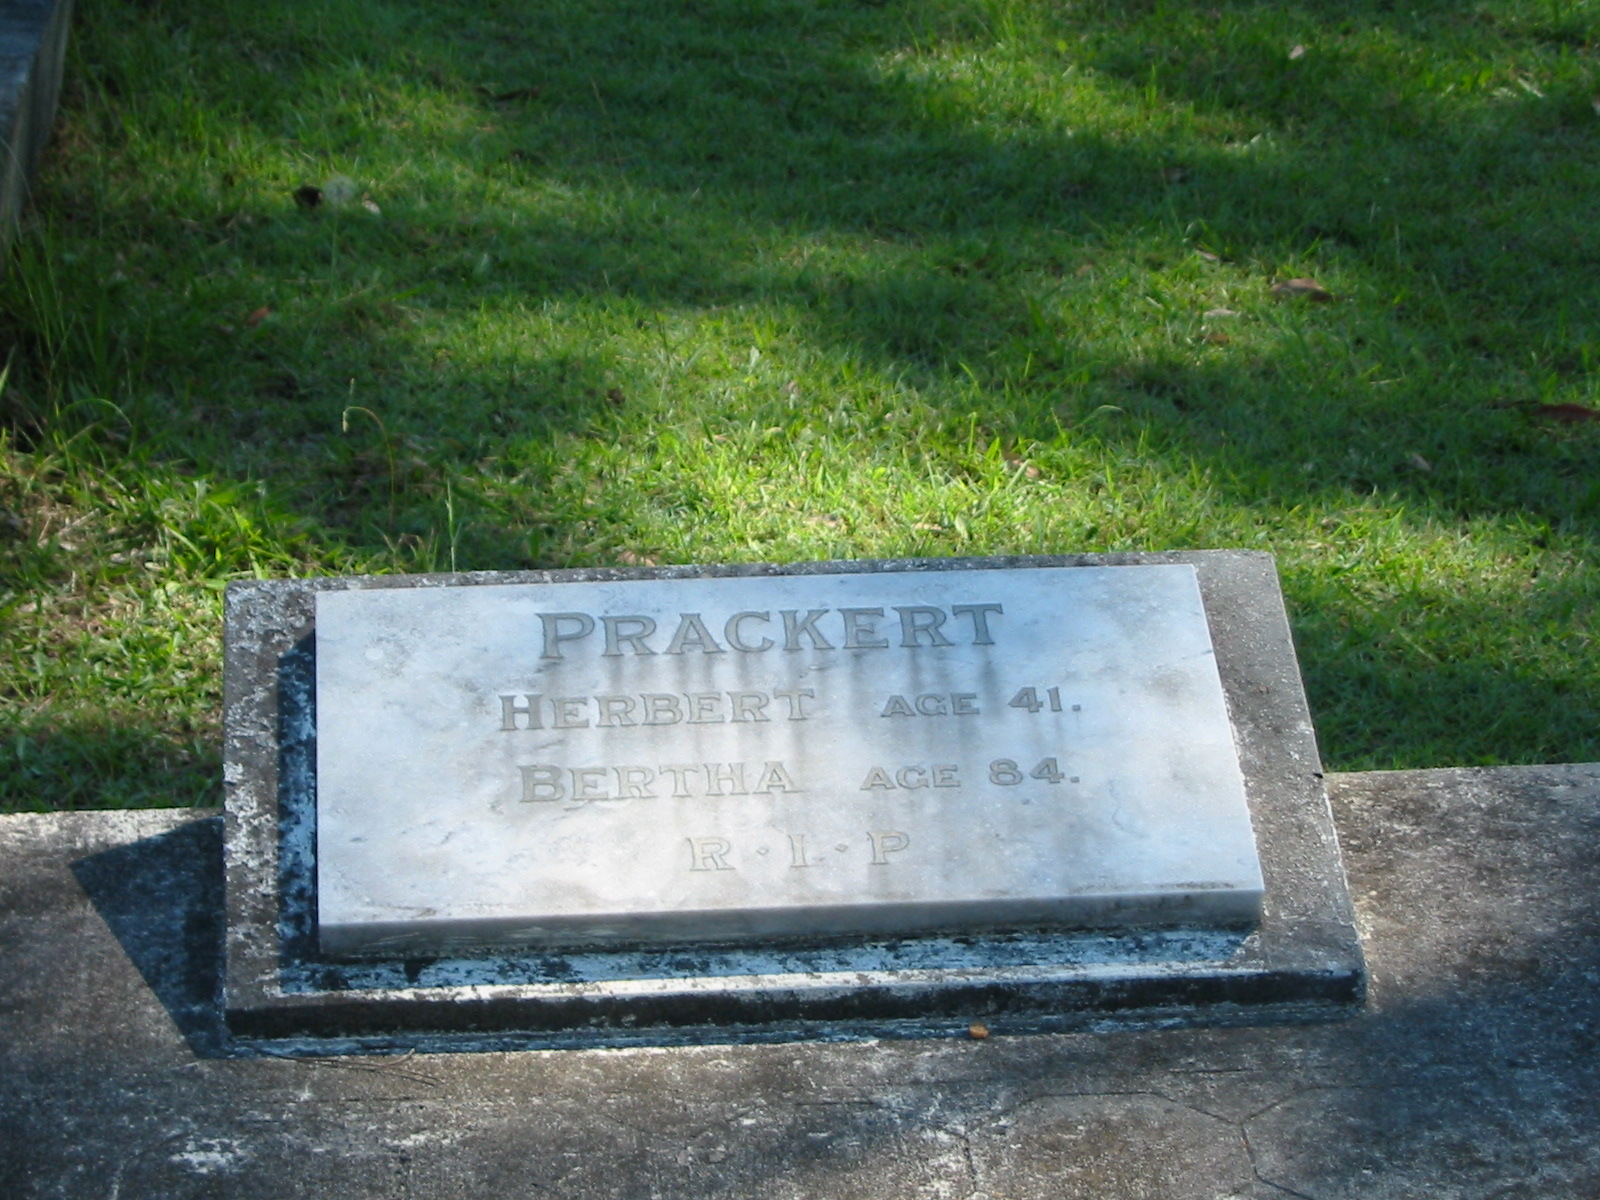 PRACKERT
HERBERT AGE 41.
BERTHA AGE 84.
R · I · P